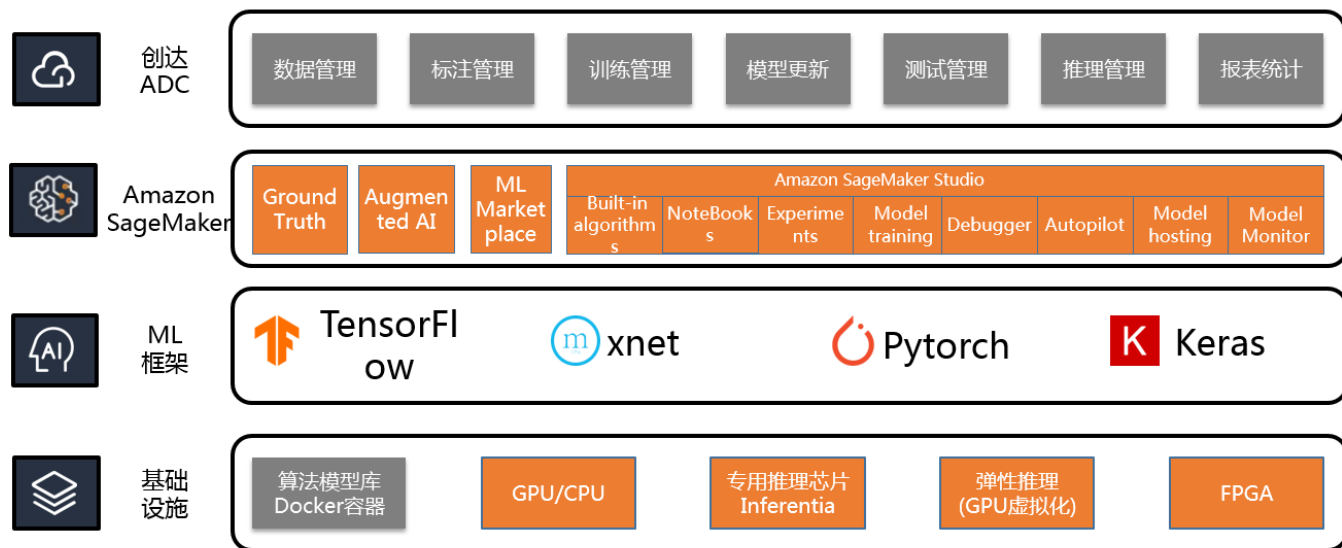 创达
ADC
数据管理
标注管理
训练管理
模型更新
测试管理
推理管理
报表统计
Amazon
SageMaker
Ground
Truth
Augmen
ted AI
ML
Market
place
Amazon SageMaker Studio
Built-in
algorithm
s
NoteBook
s
Experime
nts
Model
training
Debugger
Autopilot
Model
hosting
Model
Monitor
AI
ML
框架
TensorFl
ow
m
xnet
Pytorch
K
Keras
基础
设施
算法模型库
Docker容器
GPU/CPU
专用推理芯片
Inferentia
弹性推理
(GPU虚拟化)
FPGA